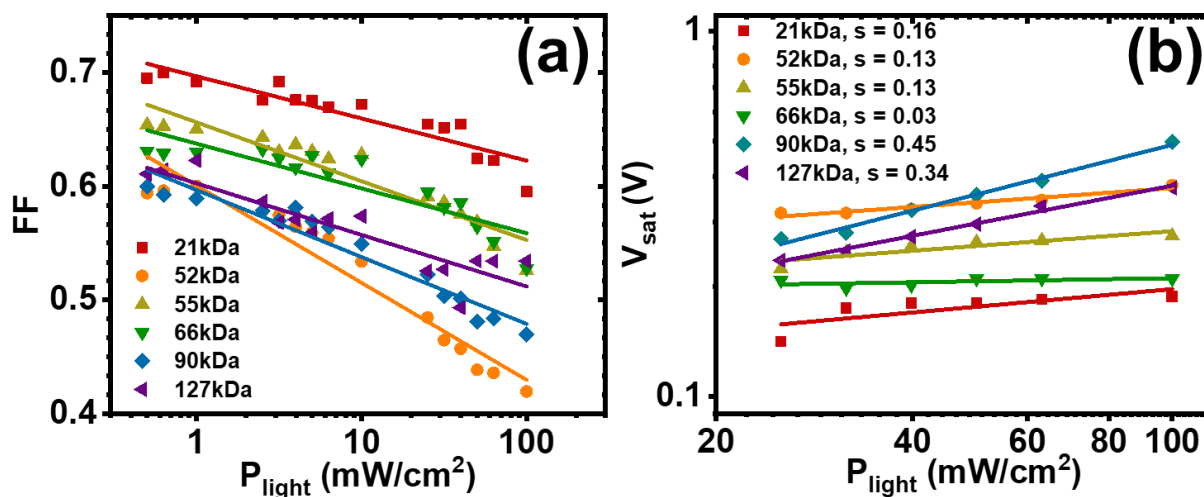 (a)
FF
0.7
0.6
0.5
0.4
21kDa
52kDa
55kDa
66kDa
90kDa
127kDa
1
10
100
P_light (mW/cm²)
(b)
V_sat (V)
1
0.1
21kDa, s = 0.16
52kDa, s = 0.13
55kDa, s = 0.13
66kDa, s = 0.03
90kDa, s = 0.45
127kDa, s = 0.34
20
40
60
80
100
P_light (mW/cm²)